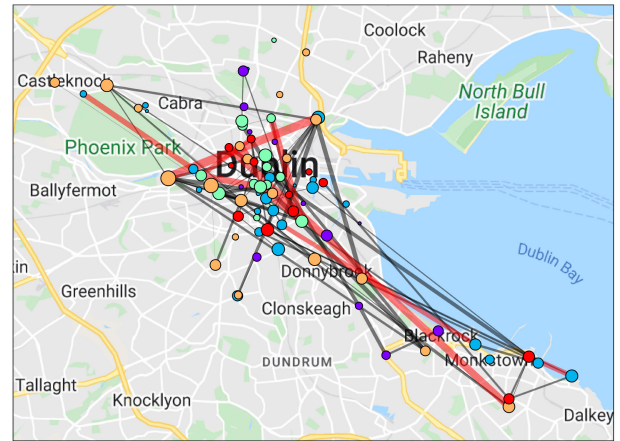 Coolock
Raheny
Castleknock
Cabra
North Bull
Island
Phoenix Park
Dublin
Ballyfermot
Dublin Bay
kin
Donnybrook
Greenhills
Clonskeagh
Blackrock
DUNDRUM
Monkstown
Tallaght
Knocklyon
Dalkey